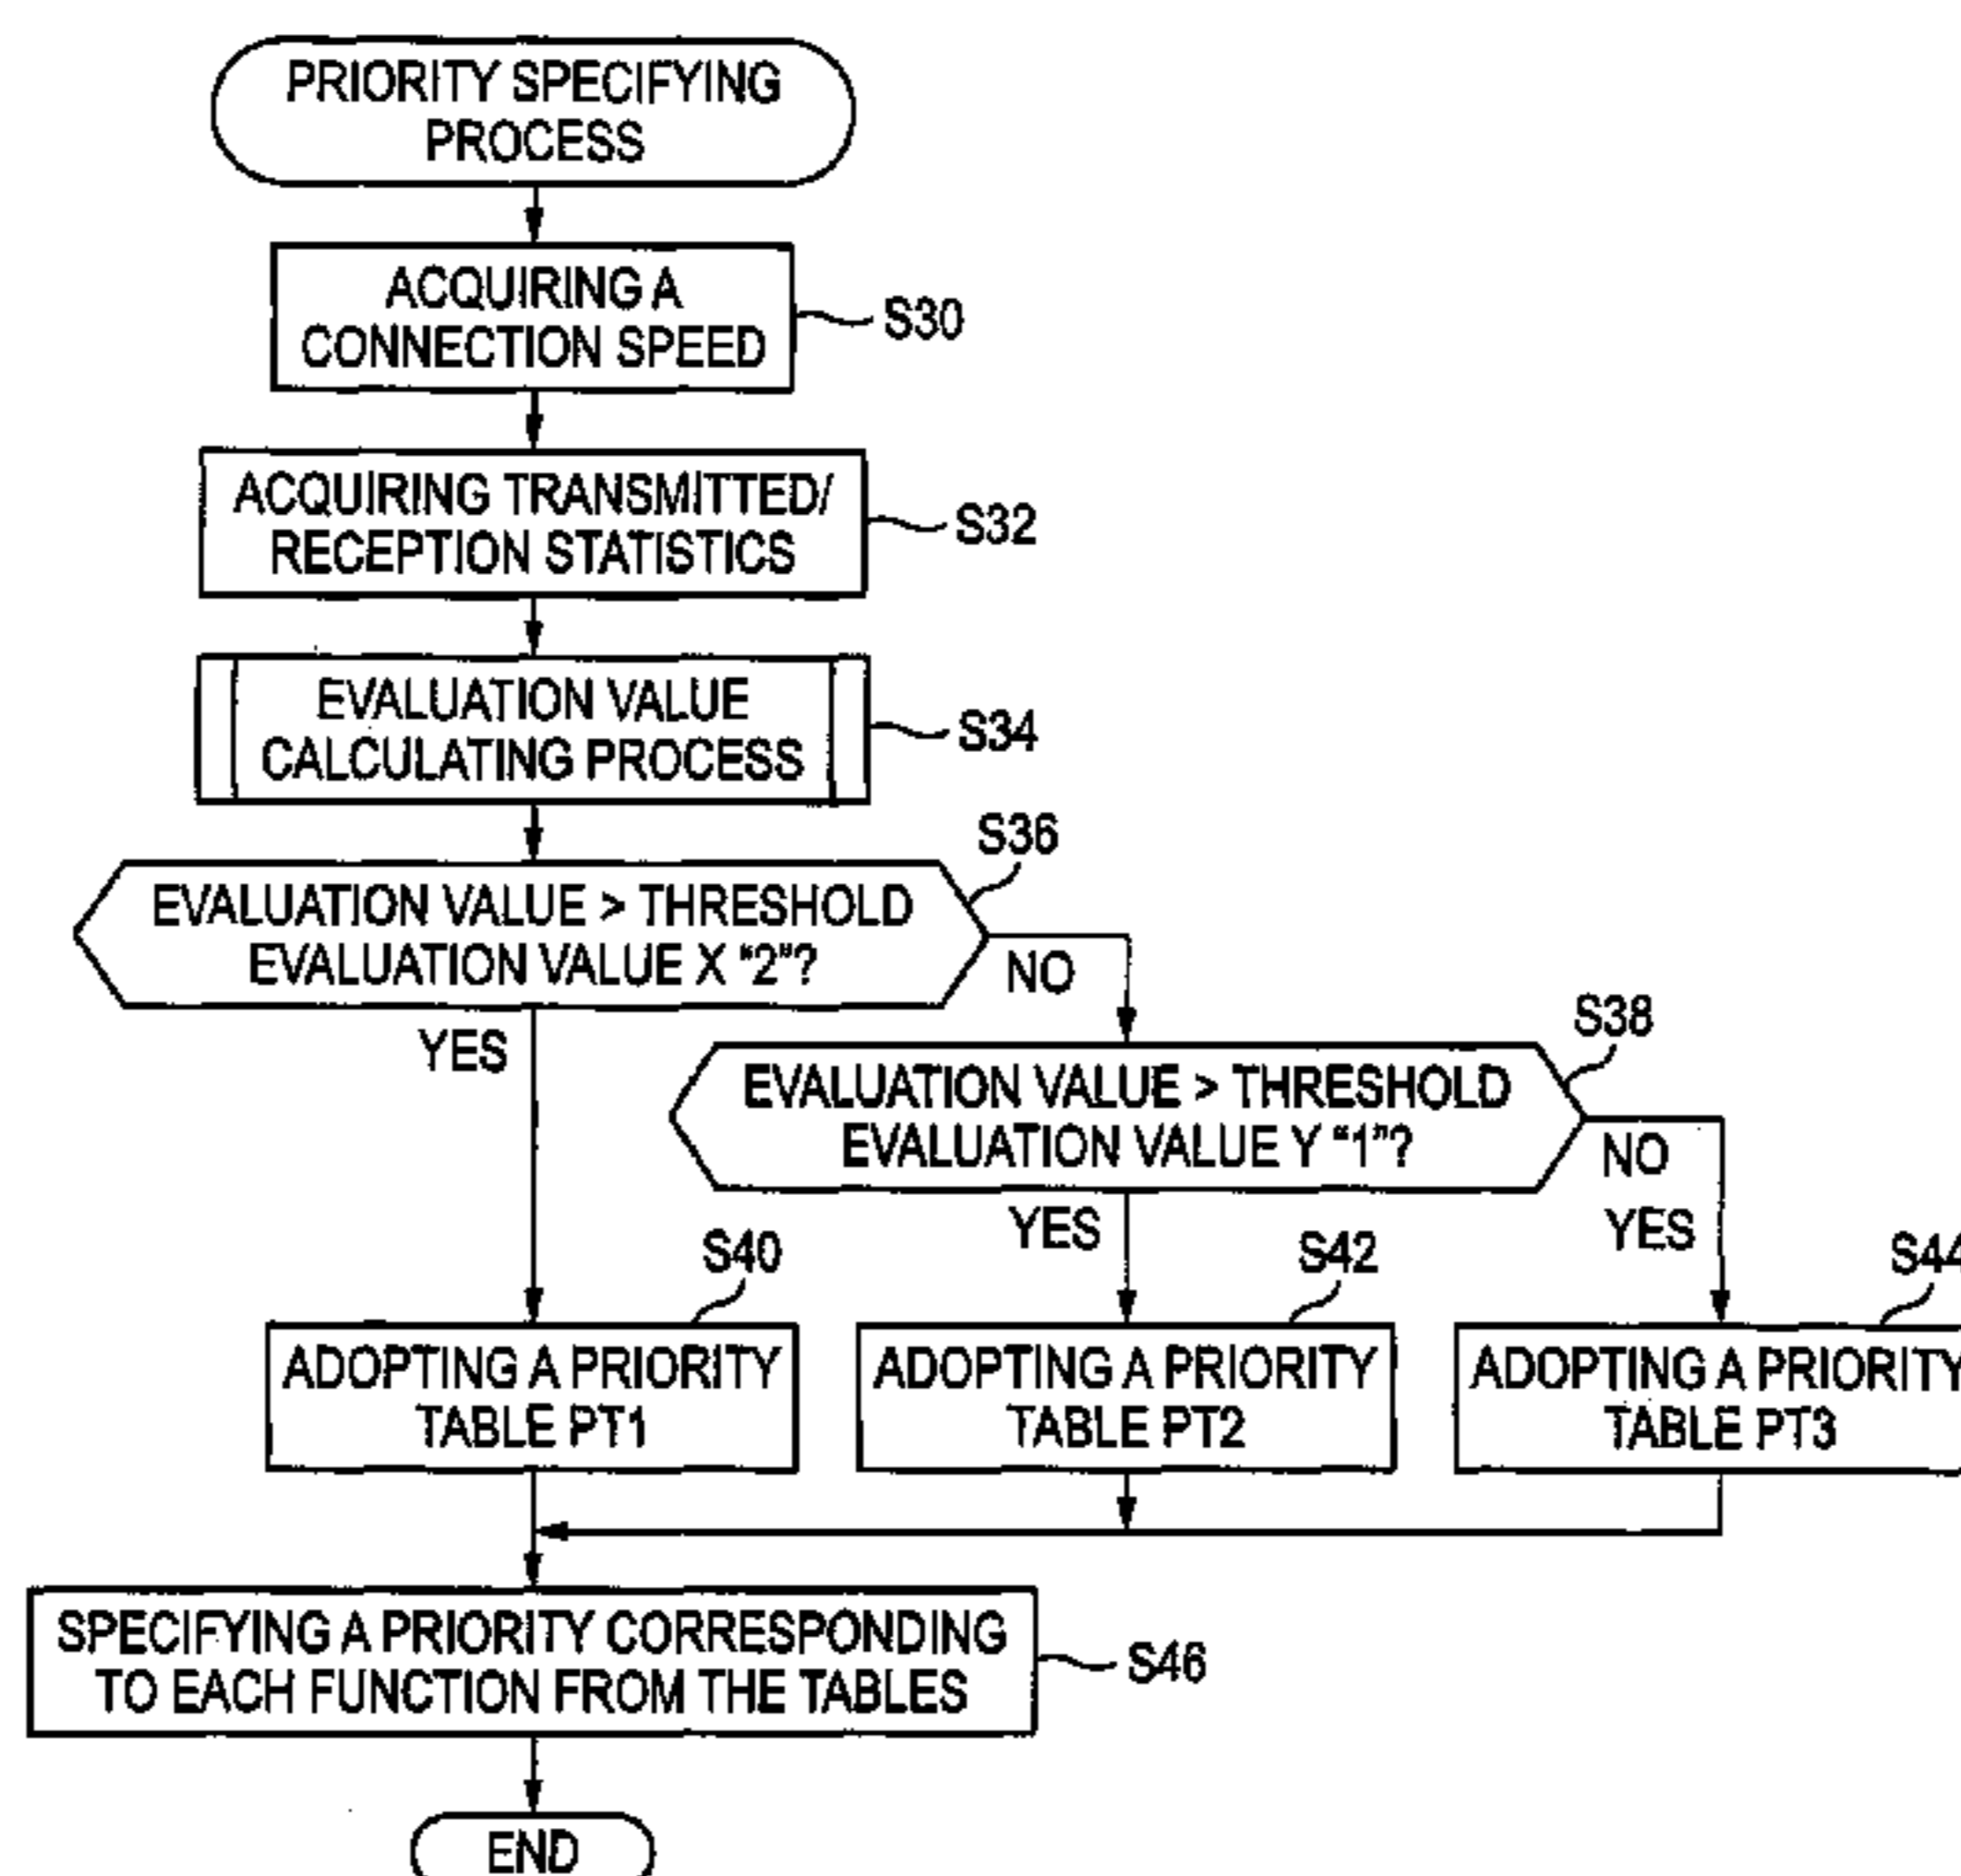 PRIORITY SPECIFYING
PROCESS
ACQUIRING A
CONNECTION SPEED
S30
ACQUIRING TRANSMITTED/
RECEPTION STATISTICS
S32
EVALUATION VALUE
CALCULATING PROCESS
S34
S36
EVALUATION VALUE > THRESHOLD
EVALUATION VALUE X "2"?
NO
YES
S38
EVALUATION VALUE > THRESHOLD
EVALUATION VALUE Y "1"?
NO
YES
YES
S40
S42
S44
ADOPTING A PRIORITY
TABLE PT1
ADOPTING A PRIORITY
TABLE PT2
ADOPTING A PRIORITY
TABLE PT3
SPECIFYING A PRIORITY CORRESPONDING
TO EACH FUNCTION FROM THE TABLES
S46
END